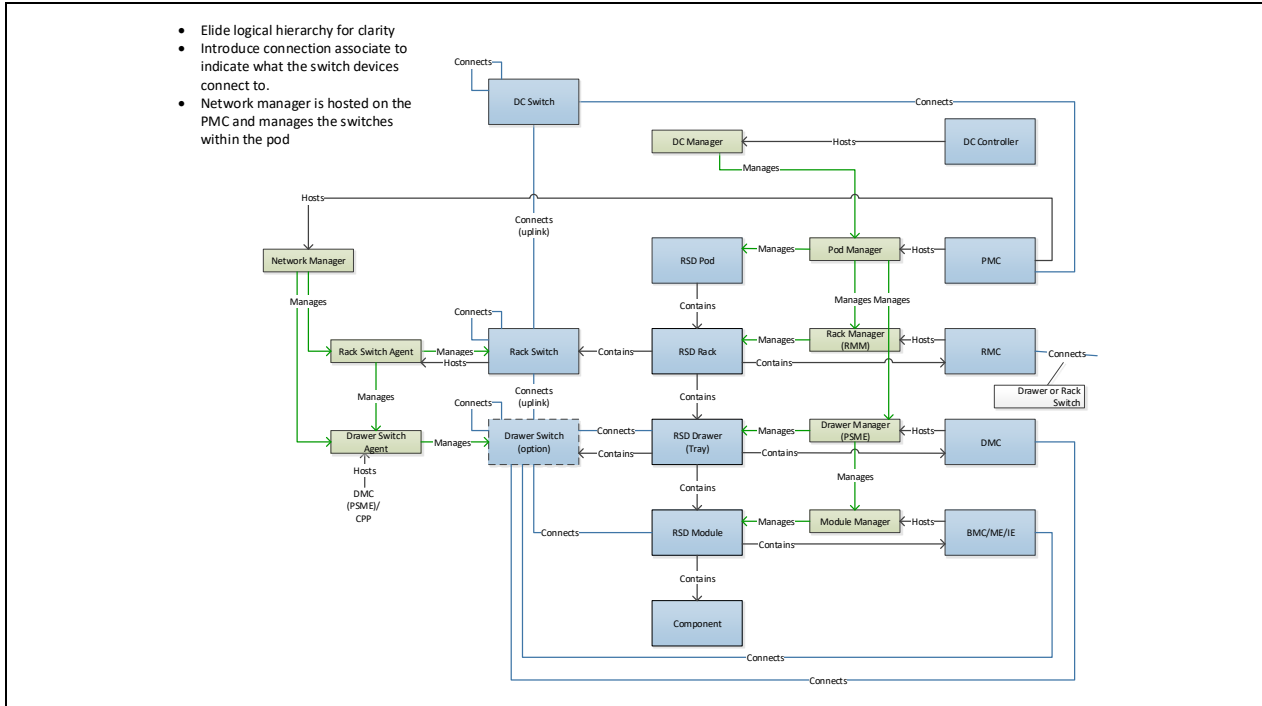 • Elide logical hierarchy for clarity
• Introduce connection associate to
indicate what the switch devices
connect to.
• Network manager is hosted on the
PMC and manages the switches
within the pod
Connects
DC Switch
Connects
DC Manager
Hosts
DC Controller
Manages
Hosts
Connects
(uplink)
Network Manager
RSD Pod
Manages
Pod Manager
Hosts
PMC
Manages
Contains
Manages
Manages
Connects
Rack Switch Agent
Manages
Hosts
Rack Switch
Contains
RSD Rack
Manages
Rack Manager
(RMM)
Hosts
RMC
Connects
Contains
Drawer or Rack
Switch
Manages
Connects
(uplink)
Contains
Connects
Drawer Switch
Agent
Manages
Drawer Switch
(option)
Connects
Contains
RSD Drawer
(Tray)
Manages
Drawer Manager
(PSME)
Hosts
DMC
Contains
Hosts
DMC
(PSME)/
CPP
Contains
Manages
Connects
RSD Module
Manages
Module Manager
Hosts
BMC/ME/IE
Contains
Contains
Component
Connects
Connects